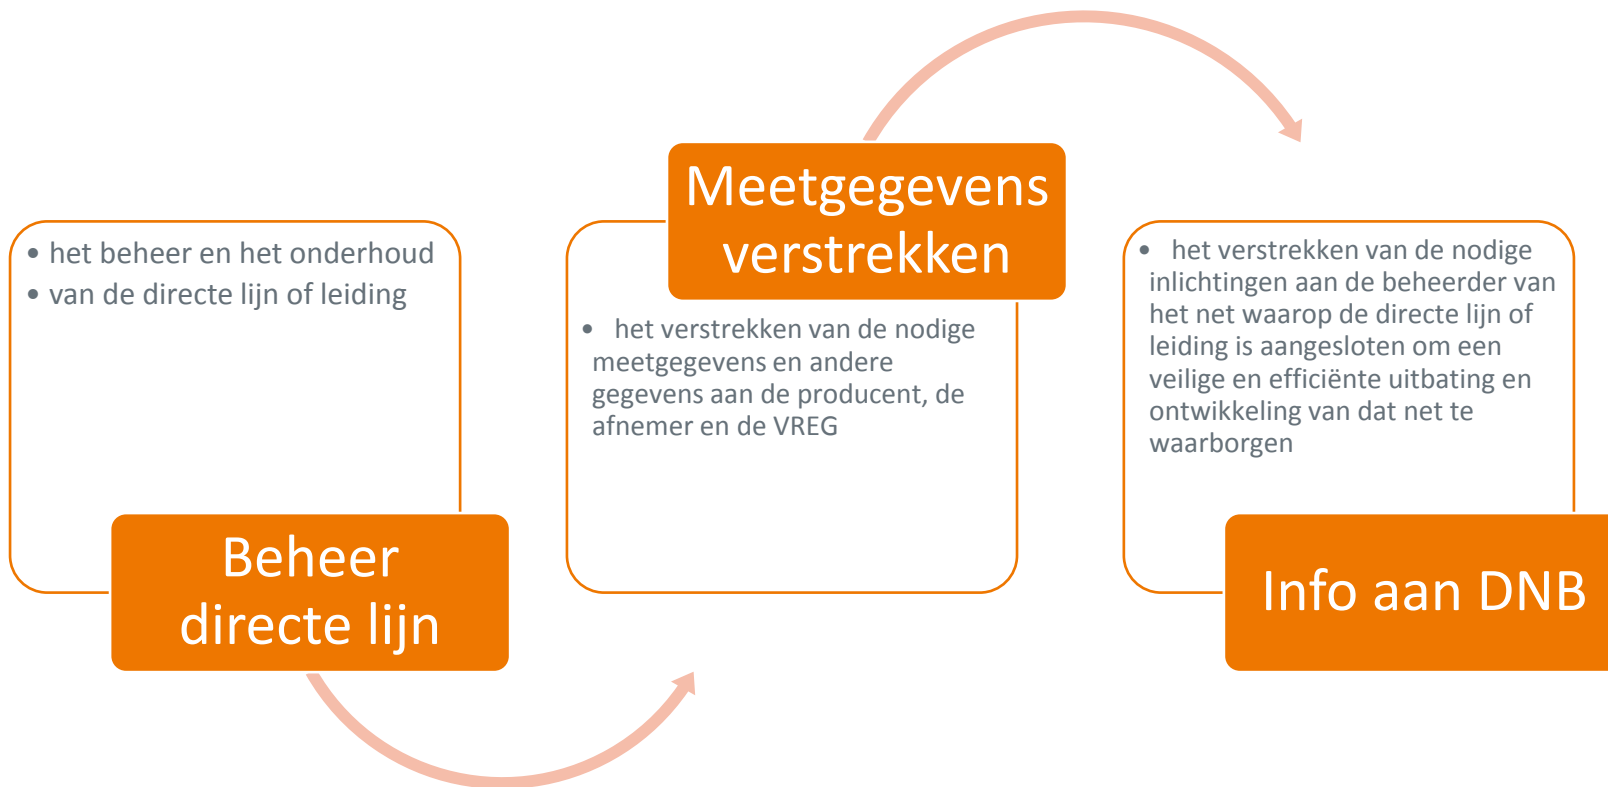 • het beheer en het onderhoud
• van de directe lijn of leiding
Beheer
directe lijn
Meetgegevens
verstrekken
• het verstrekken van de nodige
meetgegevens en andere
gegevens aan de producent, de
afnemer en de VREG
• het verstrekken van de nodige
inlichtingen aan de beheerder van
het net waarop de directe lijn of
leiding is aangesloten om een
veilige en efficiënte uitbating en
ontwikkeling van dat net te
waarborgen
Info aan DNB